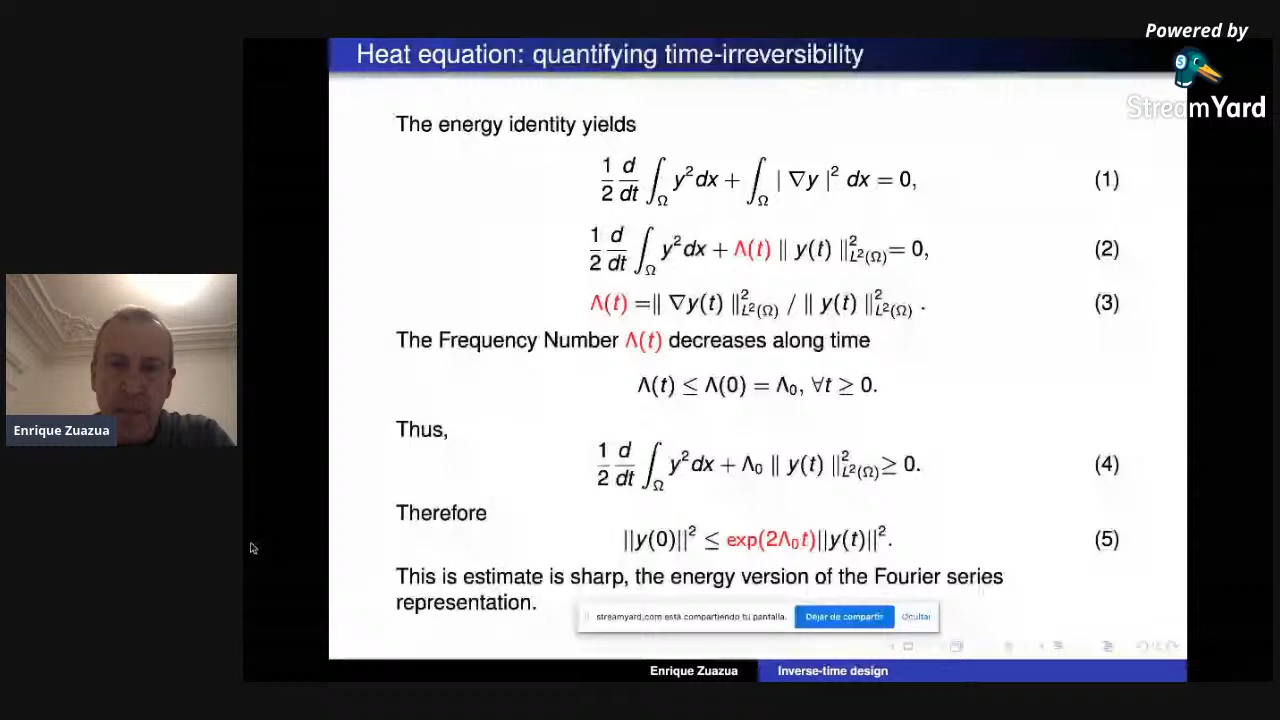 Powered by
StreamYard
Heat equation: quantifying time-irreversibility
The energy identity yields
1/2 d/dt ∫_Ω y² dx + ∫_Ω | ∇y |² dx = 0, (1)
1/2 d/dt ∫_Ω y² dx + Λ(t) ‖ y(t) ‖²_{L²(Ω)} = 0, (2)
Λ(t) =‖ ∇y(t) ‖²_{L²(Ω)} / ‖ y(t) ‖²_{L²(Ω)} . (3)
The Frequency Number Λ(t) decreases along time
Λ(t) ≤ Λ(0) = Λ₀, ∀t ≥ 0.
Thus,
1/2 d/dt ∫_Ω y² dx + Λ₀ ‖ y(t) ‖²_{L²(Ω)} ≥ 0. (4)
Therefore
||y(0)||² ≤ exp(2Λ₀t)||y(t)||². (5)
This is estimate is sharp, the energy version of the Fourier series
representation.
streamyard.com está compartiendo tu pantalla. Dejar de compartir Ocultar
Enrique Zuazua Inverse-time design
Enrique Zuazua